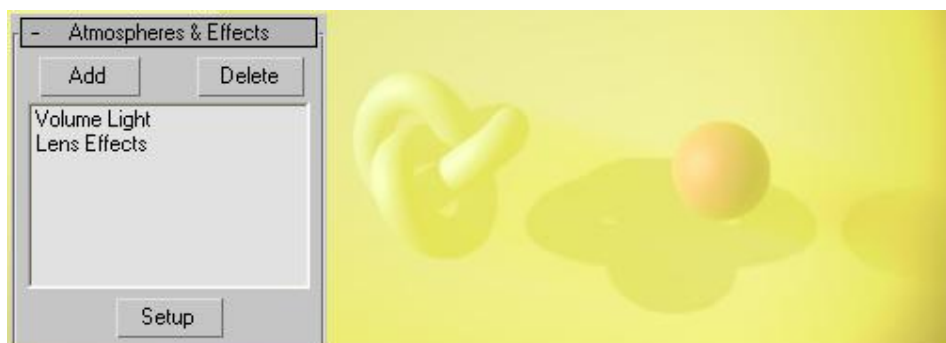 - Atmospheres & Effects
Add Delete
Volume Light
Lens Effects
Setup